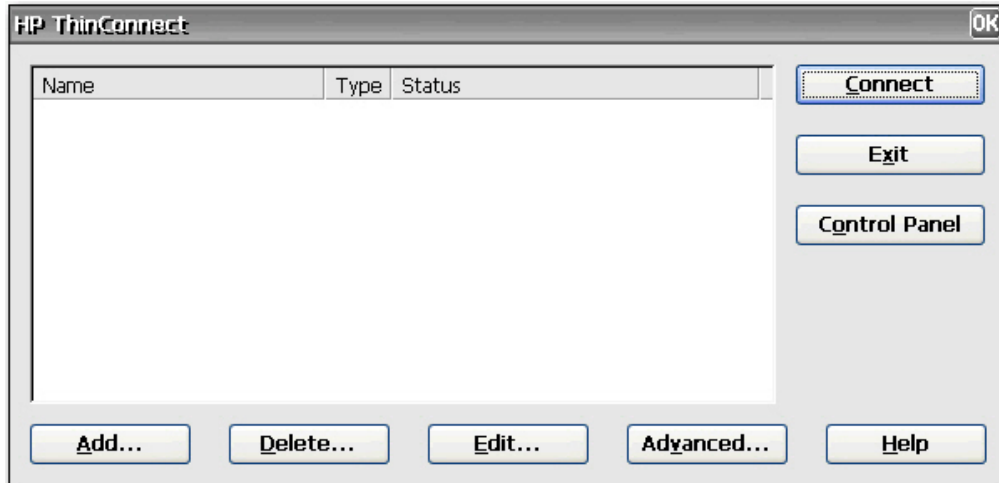 HP ThinConnect OK
Name Type Status
Connect
Exit
Control Panel
Add... Delete... Edit... Advanced... Help